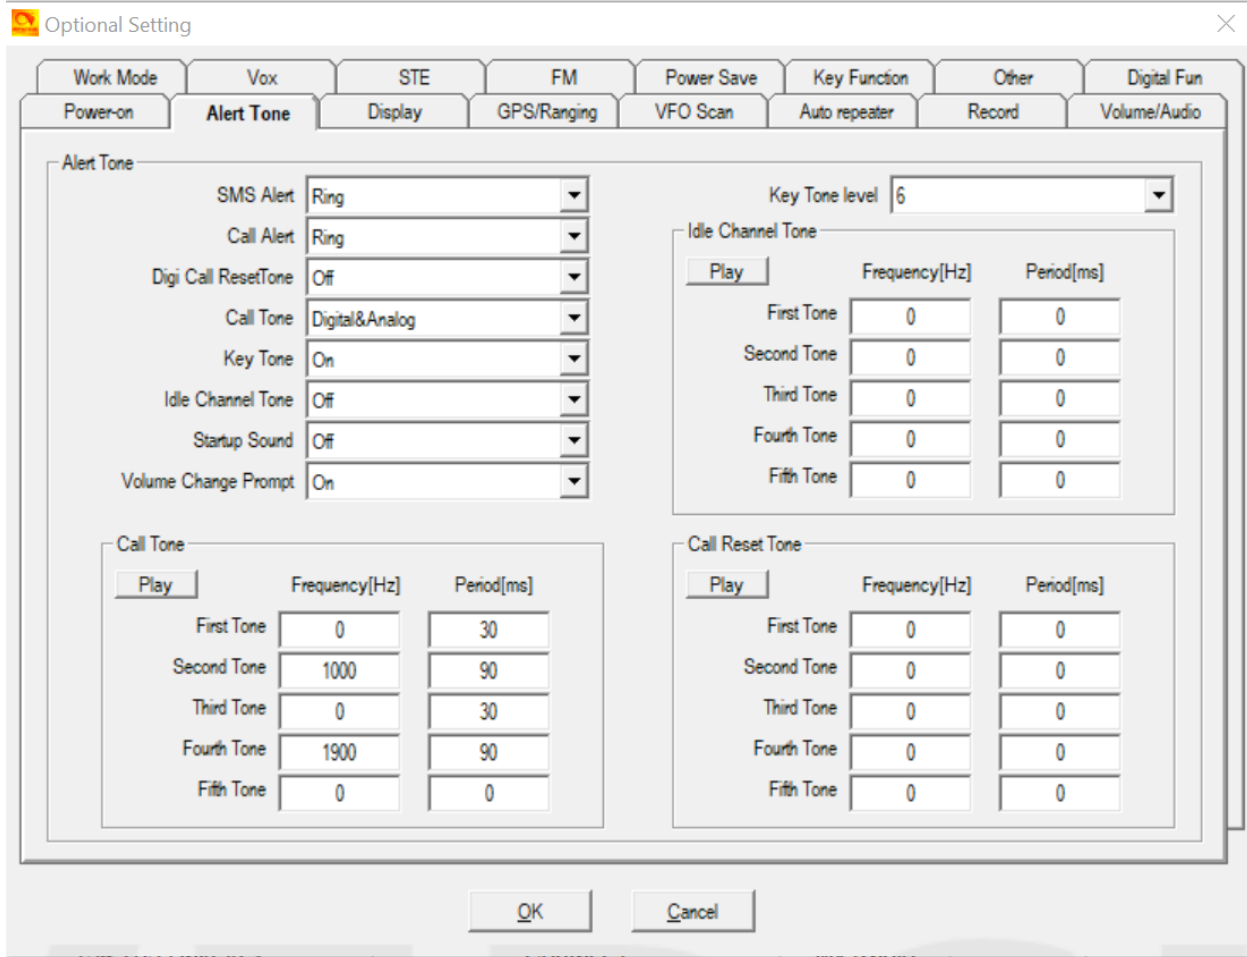 Optional Setting
Work Mode Vox STE FM Power Save Key Function Other Digital Fun
Power-on Alert Tone Display GPS/Ranging VFO Scan Auto repeater Record Volume/Audio
Alert Tone
SMS Alert Ring
Call Alert Ring
Digi Call ResetTone Off
Call Tone Digital&Analog
Key Tone On
Idle Channel Tone Off
Startup Sound Off
Volume Change Prompt On
Key Tone level 6
Idle Channel Tone
Play Frequency[Hz] Period[ms]
First Tone 0 0
Second Tone 0 0
Third Tone 0 0
Fourth Tone 0 0
Fifth Tone 0 0
Call Tone
Play Frequency[Hz] Period[ms]
First Tone 0 30
Second Tone 1000 90
Third Tone 0 30
Fourth Tone 1900 90
Fifth Tone 0 0
Call Reset Tone
Play Frequency[Hz] Period[ms]
First Tone 0 0
Second Tone 0 0
Third Tone 0 0
Fourth Tone 0 0
Fifth Tone 0 0
OK Cancel